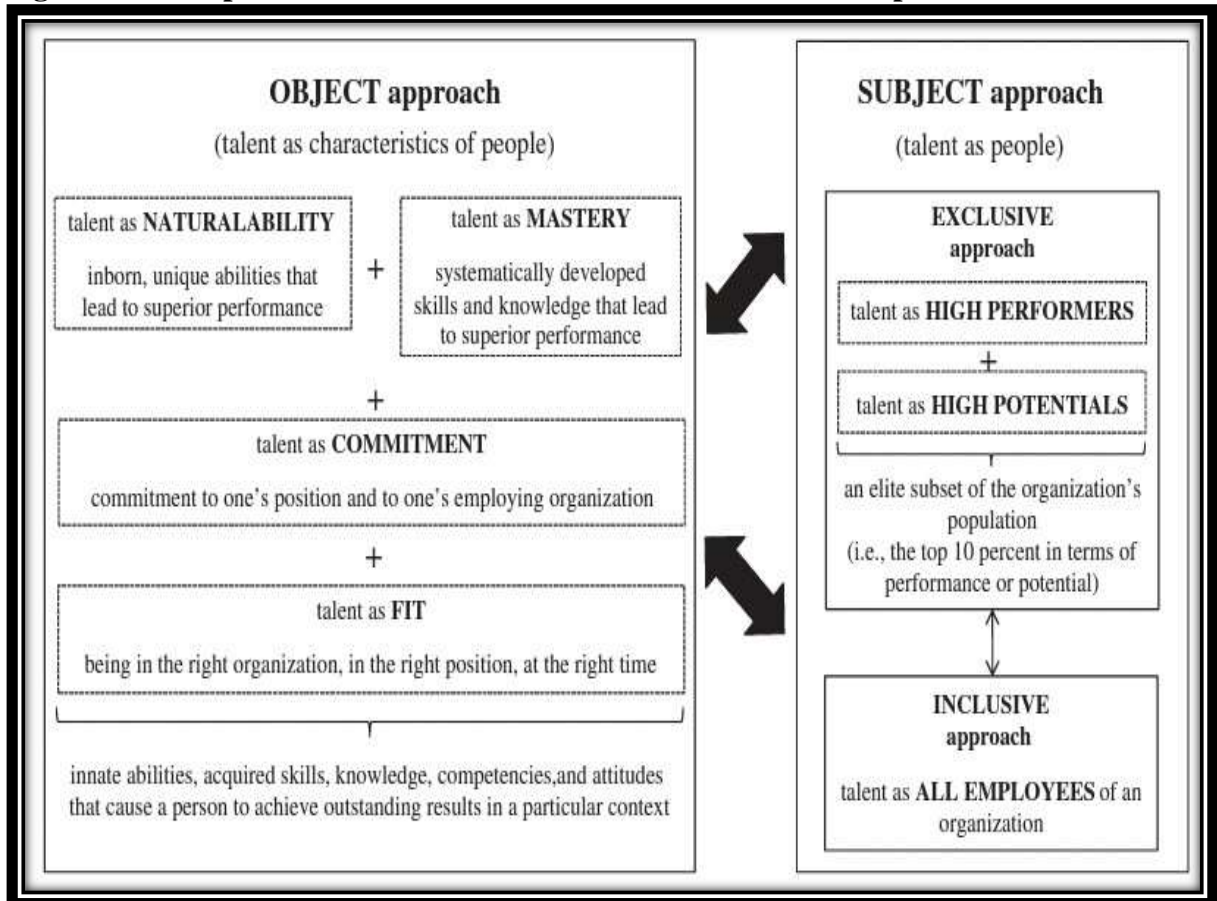 OBJECT approach
(talent as characteristics of people)
talent as NATURALABILITY
inborn, unique abilities that
lead to superior performance
+
talent as MASTERY
systematically developed
skills and knowledge that lead
to superior performance
+
talent as COMMITMENT
commitment to one's position and to one's employing organization
+
talent as FIT
being in the right organization, in the right position, at the right time
innate abilities, acquired skills, knowledge, competencies,and attitudes
that cause a person to achieve outstanding results in a particular context
SUBJECT approach
(talent as people)
EXCLUSIVE
approach
talent as HIGH PERFORMERS
+
talent as HIGH POTENTIALS
an elite subset of the organization's
population
(i.e., the top 10 percent in terms of
performance or potential)
INCLUSIVE
approach
talent as ALL EMPLOYEES of an
organization